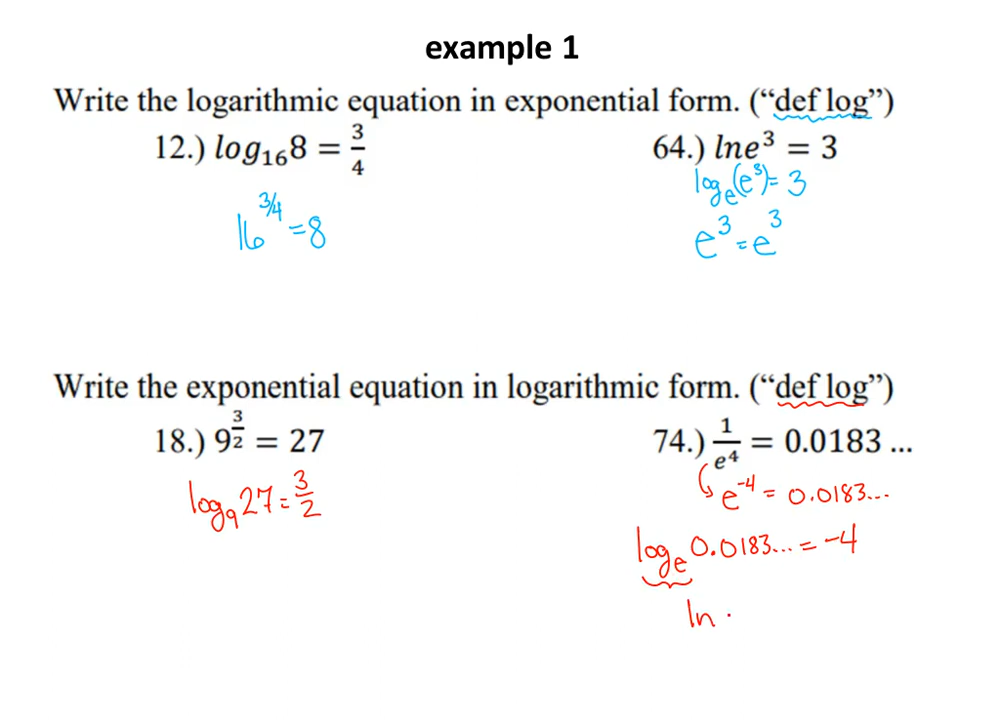 example 1
Write the logarithmic equation in exponential form. (“def log”)
12.) log₁₆8 = 3/4
64.) lne³ = 3
16^(3/4) = 8
logₑ(e³) = 3
e³ = e³
Write the exponential equation in logarithmic form. (“def log”)
18.) 9^(3/2) = 27
74.) 1/e⁴ = 0.0183 ...
log₉27 = 3/2
e⁻⁴ = 0.0183...
logₑ 0.0183... = -4
ln .